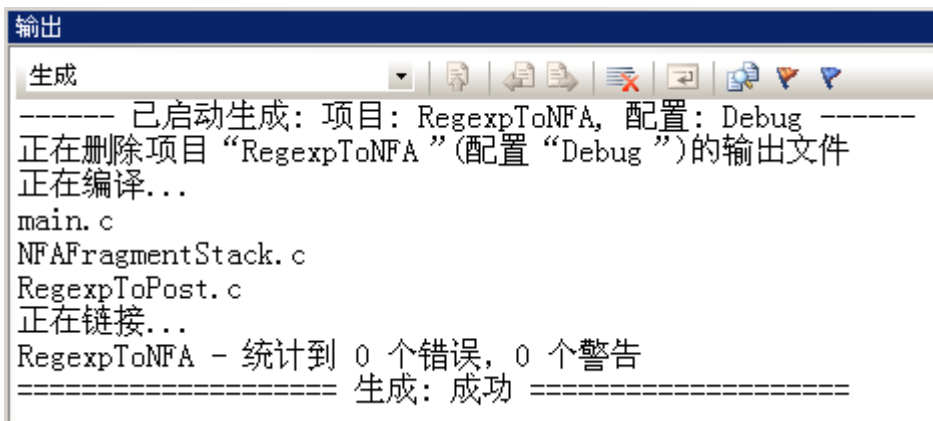 输出
生成
------ 已启动生成: 项目: RegexpToNFA, 配置: Debug ------
正在删除项目“RegexpToNFA”(配置“Debug”)的输出文件
正在编译...
main.c
NFAFragmentStack.c
RegexpToPost.c
正在链接...
RegexpToNFA - 统计到 0 个错误, 0 个警告
==================== 生成: 成功 ====================